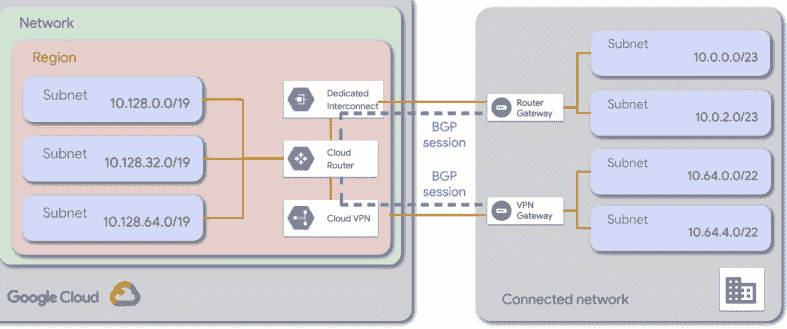 Network
Region
Subnet
10.128.0.0/19
Subnet
10.128.32.0/19
Subnet
10.128.64.0/19
Dedicated
Interconnect
Cloud
Router
Cloud VPN
Google Cloud
BGP
session
BGP
session
Router
Gateway
VPN
Gateway
Subnet
10.0.0.0/23
Subnet
10.0.2.0/23
Subnet
10.64.0.0/22
Subnet
10.64.4.0/22
Connected network